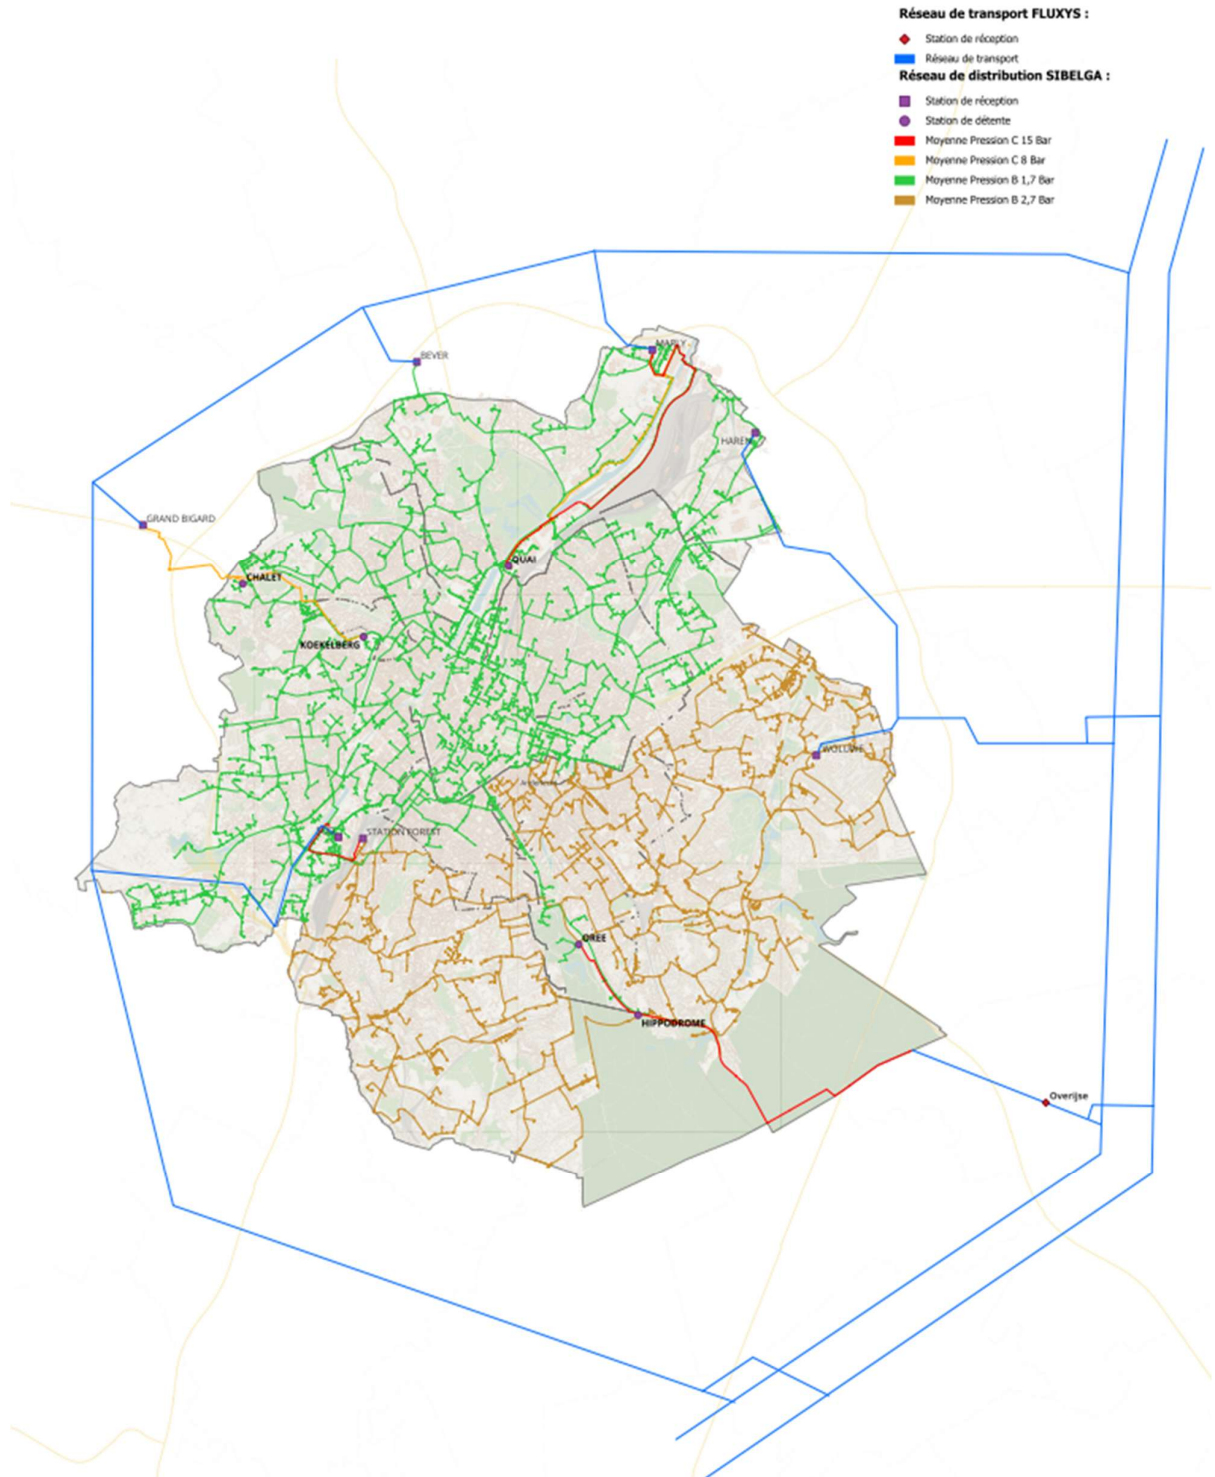 Réseau de transport FLUXYS :
Station de réception
Réseau de transport
Réseau de distribution SIBELGA :
Station de réception
Station de détente
Moyenne Pression C 15 Bar
Moyenne Pression C 8 Bar
Moyenne Pression B 1,7 Bar
Moyenne Pression B 2,7 Bar
MARLY
BEVER
HAREN
GRAND BIGARD
QUAI
CHALET
KOEKELBERG
WOLUWE
STATION FOREST
OREE
HIPPODROME
Overijse